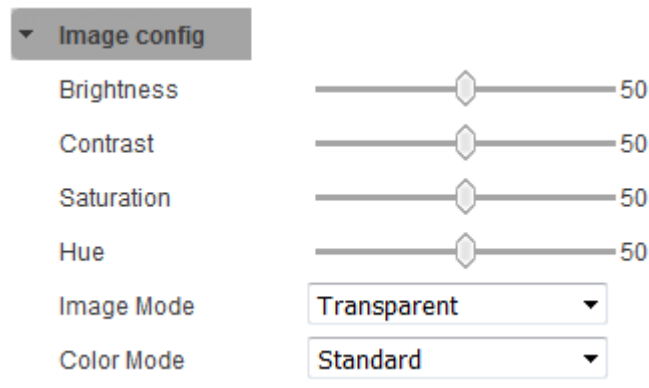 Image config
Brightness 50
Contrast 50
Saturation 50
Hue 50
Image Mode Transparent
Color Mode Standard